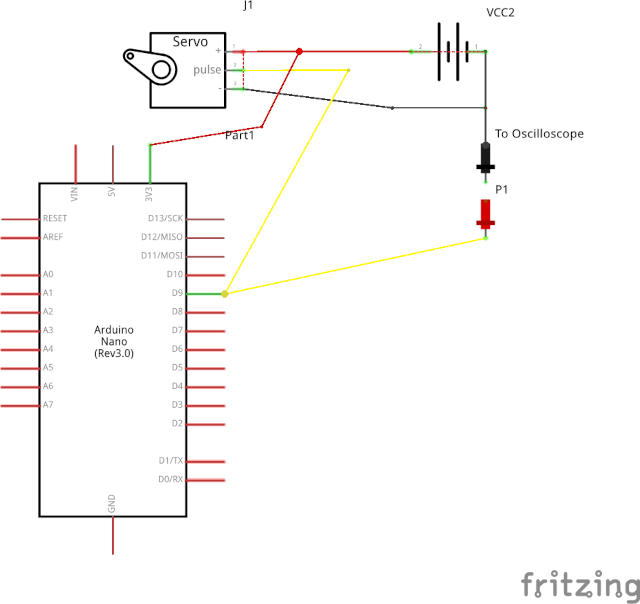 J1
VCC2
Servo
+
1
2
1
pulse
2
-
3
To Oscilloscope
Part1
VIN
5V
3V3
P1
RESET
D13/SCK
AREF
D12/MISO
D11/MOSI
A0
D10
A1
D9
A2
D8
A3
D7
Arduino
Nano
(Rev3.0)
A4
D6
A5
D5
A6
D4
A7
D3
D2
D1/TX
D0/RX
GND
fritzing